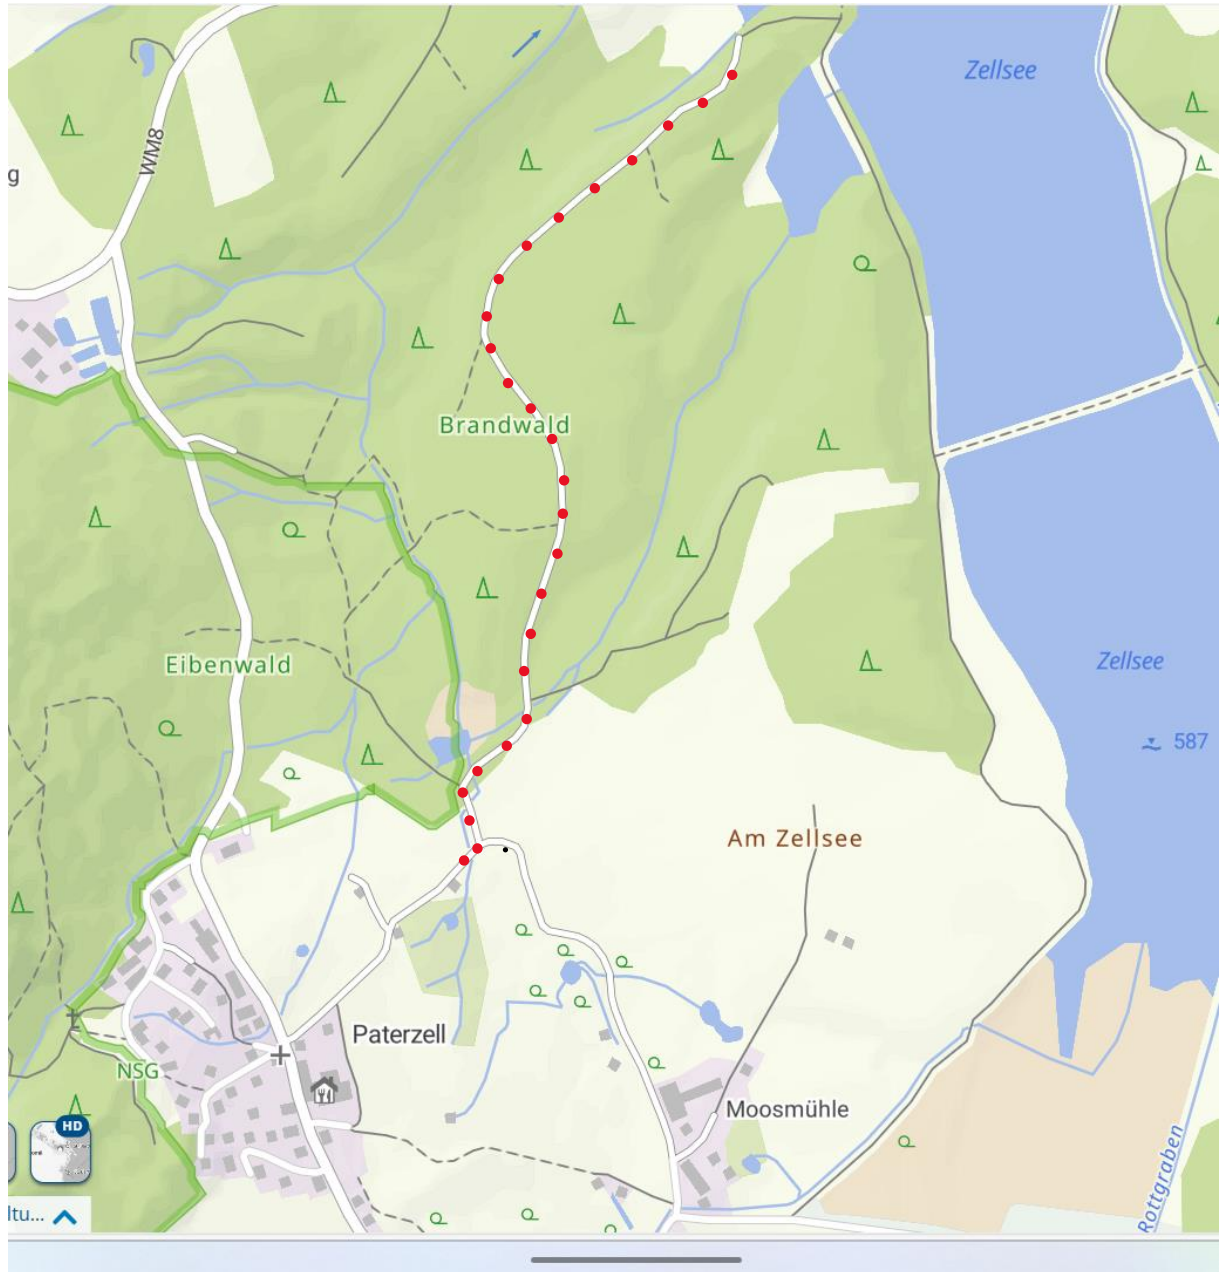 Zellsee
WM8
g
Brandwald
Eibenwald
Zellsee
587
Am Zellsee
Paterzell
NSG
Moosmühle
HD
Rottgraben
ltu...